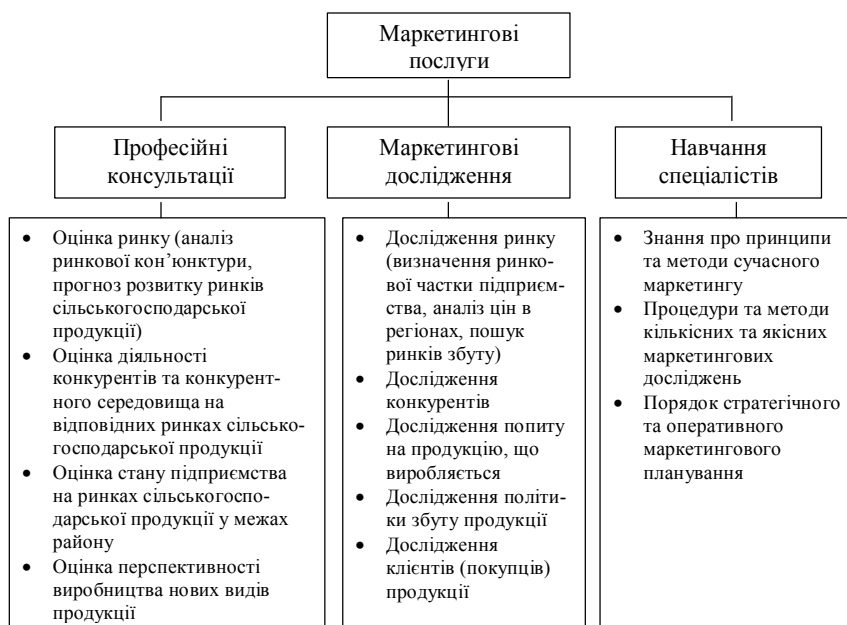 Маркетингові
послуги
Професійні
консультації
Маркетингові
дослідження
Навчання
спеціалістів
• Оцінка ринку (аналіз
ринкової кон’юнктури,
прогноз розвитку ринків
сільського­господарської
продукції)
• Оцінка діяльності
конкурентів та конкурент-
ного середовища на
відповідних ринках сільсько-
господарської продукції
• Оцінка стану підприємства
на ринках сільськогоспо-
дарської продукції у межах
району
• Оцінка перспективності
виробництва нових видів
продукції
• Дослідження ринку
(визначення ринко-
вої частки підприєм-
ства, аналіз цін в
регіонах, пошук
ринків збуту)
• Дослідження
конкурентів
• Дослідження попиту
на продукцію, що
виробляється
• Дослідження політи-
ки збуту продукції
• Дослідження
клієнтів (покупців)
продукції
• Знання про принципи
та методи сучасного
маркетингу
• Процедури та методи
кількісних та якісних
маркетингових
досліджень
• Порядок стратегічного
та оперативного
маркетингового
планування